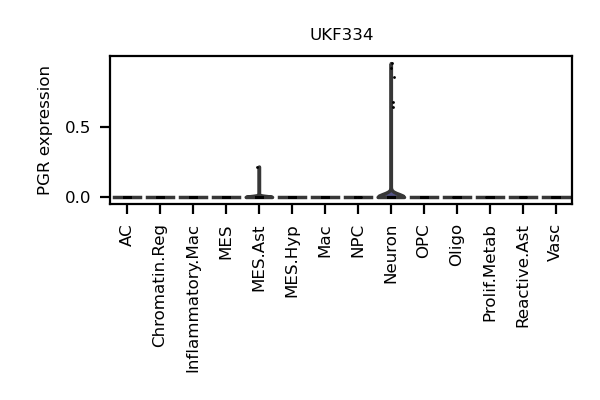 UKF334
PGR expression
0.5
0.0
AC
Chromatin.Reg
Inflammatory.Mac
MES
MES.Ast
MES.Hyp
Mac
NPC
Neuron
OPC
Oligo
Prolif.Metab
Reactive.Ast
Vasc